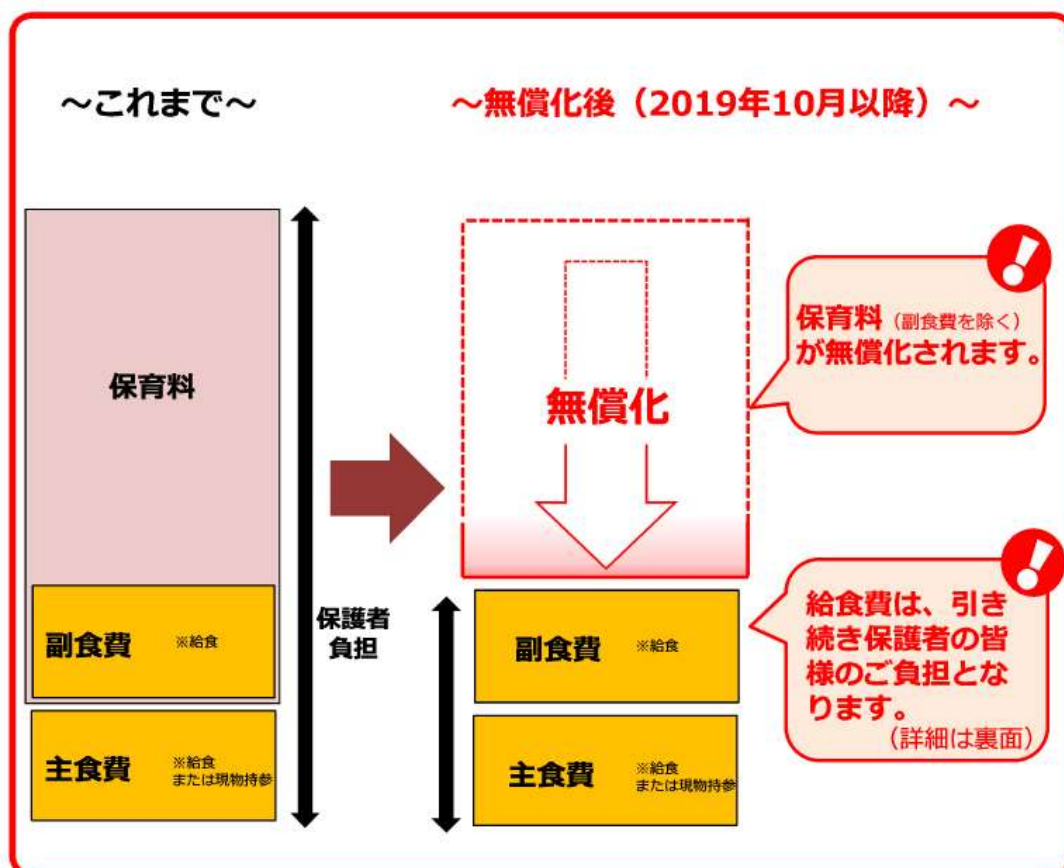 ～これまで～
～無償化後（2019年10月以降）～
保育料
副食費 ※給食
主食費 ※給食
または現物持参
保護者
負担
無償化
副食費 ※給食
主食費 ※給食
または現物持参
保育料（副食費を除く）
が無償化されます。
給食費は、引き
続き保護者の皆
様のご負担とな
ります。
（詳細は裏面）